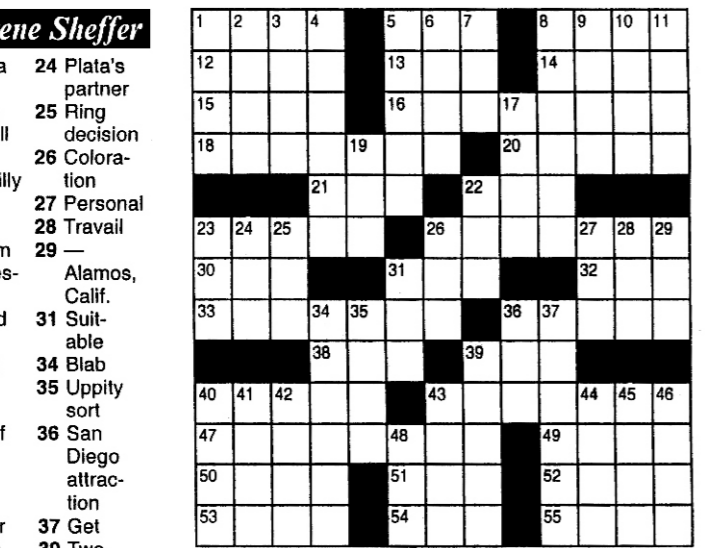 ene Sheffer
24 Plata's
partner
25 Ring
decision
26 Colora-
tion
27 Personal
28 Travail
29 —
Alamos,
Calif.
31 Suit-
able
34 Blab
35 Uppity
sort
36 San
Diego
attrac-
tion
37 Get
39 Two
1 2 3 4 5 6 7 8 9 10 11
12 13 14
15 16 17
18 19 20
21 22
23 24 25 26 27 28 29
30 31 32
33 34 35 36 37
38 39
40 41 42 43 44 45 46
47 48 49
50 51 52
53 54 55